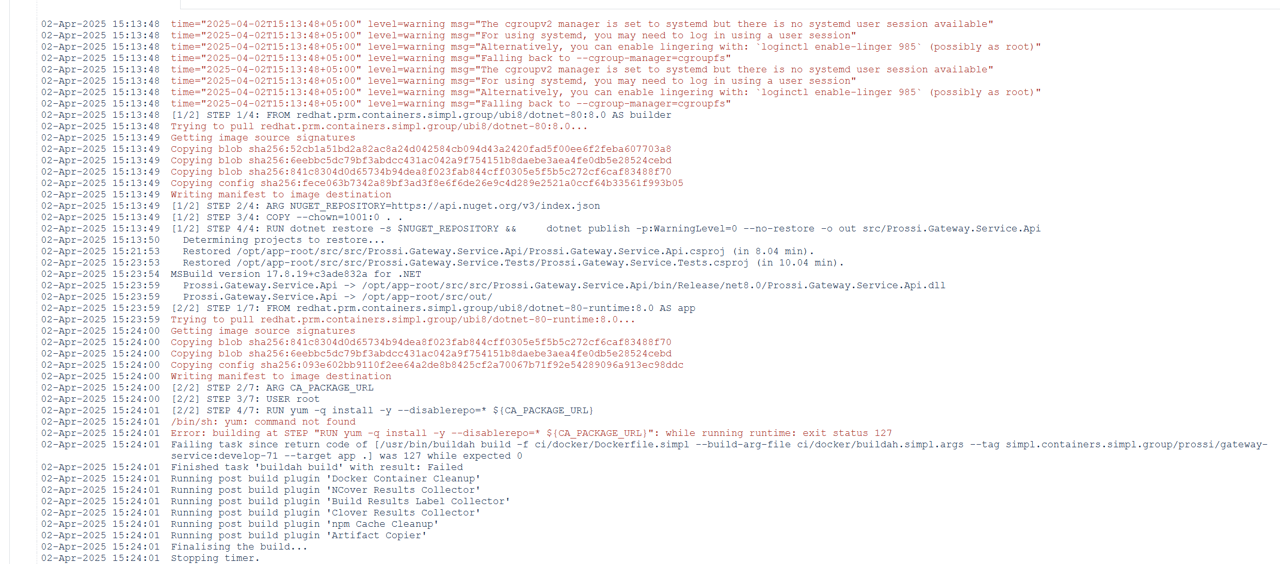 02-Apr-2025 15:13:48 time="2025-04-02T15:13:48+05:00" level=warning msg="The cgroupv2 manager is set to systemd but there is no systemd user session available"
02-Apr-2025 15:13:48 time="2025-04-02T15:13:48+05:00" level=warning msg="For using systemd, you may need to log in using a user session"
02-Apr-2025 15:13:48 time="2025-04-02T15:13:48+05:00" level=warning msg="Alternatively, you can enable lingering with: `loginctl enable-linger 985` (possibly as root)"
02-Apr-2025 15:13:48 time="2025-04-02T15:13:48+05:00" level=warning msg="Falling back to --cgroup-manager=cgroupfs"
02-Apr-2025 15:13:48 time="2025-04-02T15:13:48+05:00" level=warning msg="The cgroupv2 manager is set to systemd but there is no systemd user session available"
02-Apr-2025 15:13:48 time="2025-04-02T15:13:48+05:00" level=warning msg="For using systemd, you may need to log in using a user session"
02-Apr-2025 15:13:48 time="2025-04-02T15:13:48+05:00" level=warning msg="Alternatively, you can enable lingering with: `loginctl enable-linger 985` (possibly as root)"
02-Apr-2025 15:13:48 time="2025-04-02T15:13:48+05:00" level=warning msg="Falling back to --cgroup-manager=cgroupfs"
02-Apr-2025 15:13:48 [1/2] STEP 1/4: FROM redhat.prm.containers.simpl.group/ubi8/dotnet-80:8.0 AS builder
02-Apr-2025 15:13:48 Trying to pull redhat.prm.containers.simpl.group/ubi8/dotnet-80:8.0...
02-Apr-2025 15:13:49 Getting image source signatures
02-Apr-2025 15:13:49 Copying blob sha256:52cb1a51bd2a82ac8a24d042584cb094d43a2420fad5f00ee6f2feba607703a8
02-Apr-2025 15:13:49 Copying blob sha256:6eebbc5dc79bf3abdcc431ac042a9f754151b8daebe3aea4fe0db5e28524cebd
02-Apr-2025 15:13:49 Copying blob sha256:841c8304d065734b94dea8f023fab844cff0305e5f5b5c272cf6caf83488f70
02-Apr-2025 15:13:49 Copying config sha256:fece063b7342a89bf3ad3f8e6f6de26e9c4d289e2521a0ccf64b33561f993b05
02-Apr-2025 15:13:49 Writing manifest to image destination
02-Apr-2025 15:13:49 [1/2] STEP 2/4: ARG NUGET_REPOSITORY=https://api.nuget.org/v3/index.json
02-Apr-2025 15:13:49 [1/2] STEP 3/4: COPY --chown=1001:0 . .
02-Apr-2025 15:13:49 [1/2] STEP 4/4: RUN dotnet restore -s $NUGET_REPOSITORY && dotnet publish -p:WarningLevel=0 --no-restore -o out src/Prossi.Gateway.Service.Api
02-Apr-2025 15:13:50 Determining projects to restore...
02-Apr-2025 15:21:53 Restored /opt/app-root/src/src/Prossi.Gateway.Service.Api/Prossi.Gateway.Service.Api.csproj (in 8.04 min).
02-Apr-2025 15:23:53 Restored /opt/app-root/src/src/Prossi.Gateway.Service.Tests/Prossi.Gateway.Service.Tests.csproj (in 10.04 min).
02-Apr-2025 15:23:54 MSBuild version 17.8.19+c3ade832a for .NET
02-Apr-2025 15:23:59 Prossi.Gateway.Service.Api -> /opt/app-root/src/src/Prossi.Gateway.Service.Api/bin/Release/net8.0/Prossi.Gateway.Service.Api.dll
02-Apr-2025 15:23:59 Prossi.Gateway.Service.Api -> /opt/app-root/src/out/
02-Apr-2025 15:23:59 [2/2] STEP 1/7: FROM redhat.prm.containers.simpl.group/ubi8/dotnet-80-runtime:8.0 AS app
02-Apr-2025 15:23:59 Trying to pull redhat.prm.containers.simpl.group/ubi8/dotnet-80-runtime:8.0...
02-Apr-2025 15:24:00 Getting image source signatures
02-Apr-2025 15:24:00 Copying blob sha256:841c8304d065734b94dea8f023fab844cff0305e5f5b5c272cf6caf83488f70
02-Apr-2025 15:24:00 Copying blob sha256:6eebbc5dc79bf3abdcc431ac042a9f754151b8daebe3aea4fe0db5e28524cebd
02-Apr-2025 15:24:00 Copying config sha256:093e602bb9110f2ee64a2de8b8425cf2a70067b71f92e54289096a913ec98ddc
02-Apr-2025 15:24:00 Writing manifest to image destination
02-Apr-2025 15:24:00 [2/2] STEP 2/7: ARG CA_PACKAGE_URL
02-Apr-2025 15:24:00 [2/2] STEP 3/7: USER root
02-Apr-2025 15:24:01 [2/2] STEP 4/7: RUN yum -q install -y --disablerepo=* ${CA_PACKAGE_URL}
02-Apr-2025 15:24:01 /bin/sh: yum: command not found
02-Apr-2025 15:24:01 Error: building at STEP "RUN yum -q install -y --disablerepo=* ${CA_PACKAGE_URL}": while running runtime: exit status 127
02-Apr-2025 15:24:01 Failing task since return code of [/usr/bin/buildah build -f ci/docker/Dockerfile.simpl --build-arg-file ci/docker/buildah.simpl.args --tag simpl.containers.simpl.group/prossi/gateway-
service:develop-71 --target app .] was 127 while expected 0
02-Apr-2025 15:24:01 Finished task 'buildah build' with result: Failed
02-Apr-2025 15:24:01 Running post build plugin 'Docker Container Cleanup'
02-Apr-2025 15:24:01 Running post build plugin 'NCover Results Collector'
02-Apr-2025 15:24:01 Running post build plugin 'Build Results Label Collector'
02-Apr-2025 15:24:01 Running post build plugin 'Clover Results Collector'
02-Apr-2025 15:24:01 Running post build plugin 'npm Cache Cleanup'
02-Apr-2025 15:24:01 Running post build plugin 'Artifact Copier'
02-Apr-2025 15:24:01 Finalising the build...
02-Apr-2025 15:24:01 Stopping timer.